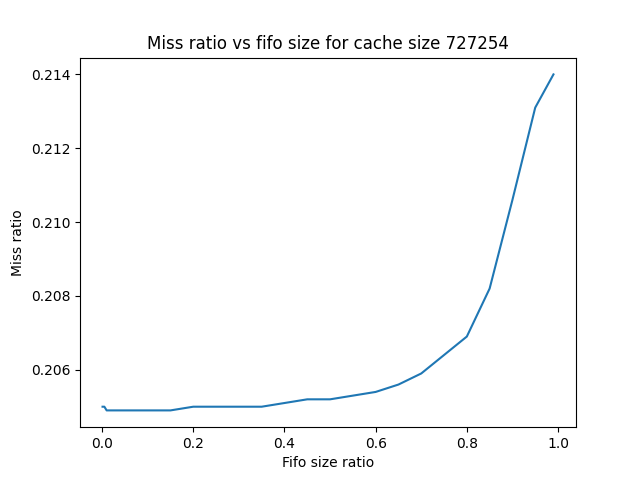 Miss ratio vs fifo size for cache size 727254
0.214
0.212
0.210
0.208
0.206
Miss ratio
0.0 0.2 0.4 0.6 0.8 1.0
Fifo size ratio